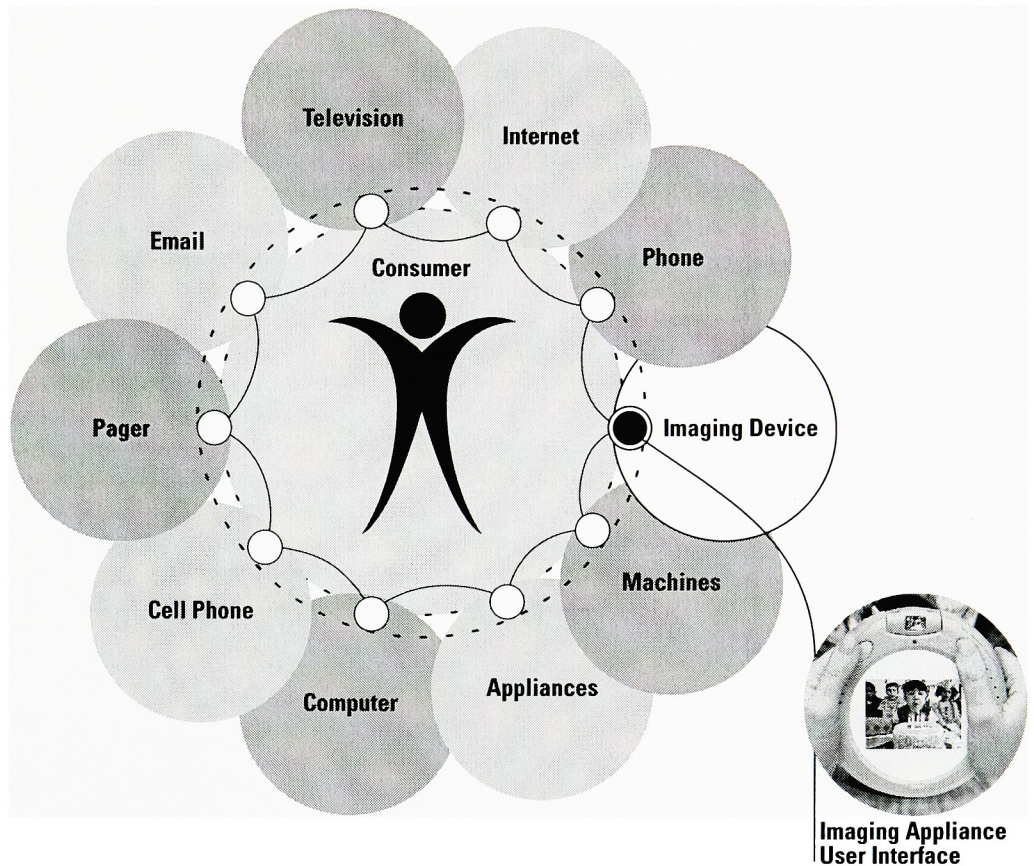 Television
Internet
Email
Phone
Consumer
Pager
Imaging Device
Machines
Cell Phone
Appliances
Computer
Imaging Appliance
User Interface